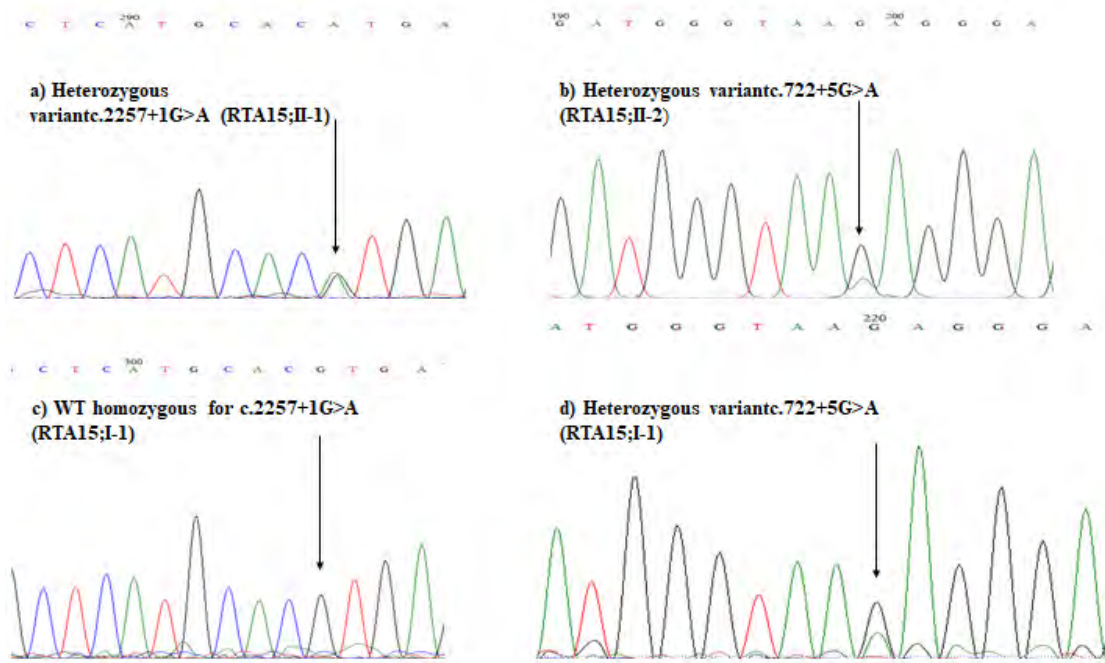 290
C T C A T G C A C A T G A
a) Heterozygous
variantc.2257+1G>A (RTA15;II-1)
190 200
G A T G G G T A A G A G G G A
b) Heterozygous variantc.722+5G>A
(RTA15;II-2)
300
G C T C A T G C A C G T G A
c) WT homozygous for c.2257+1G>A
(RTA15;I-1)
220
A T G G G T A A G A G G G A
d) Heterozygous variantc.722+5G>A
(RTA15;I-1)